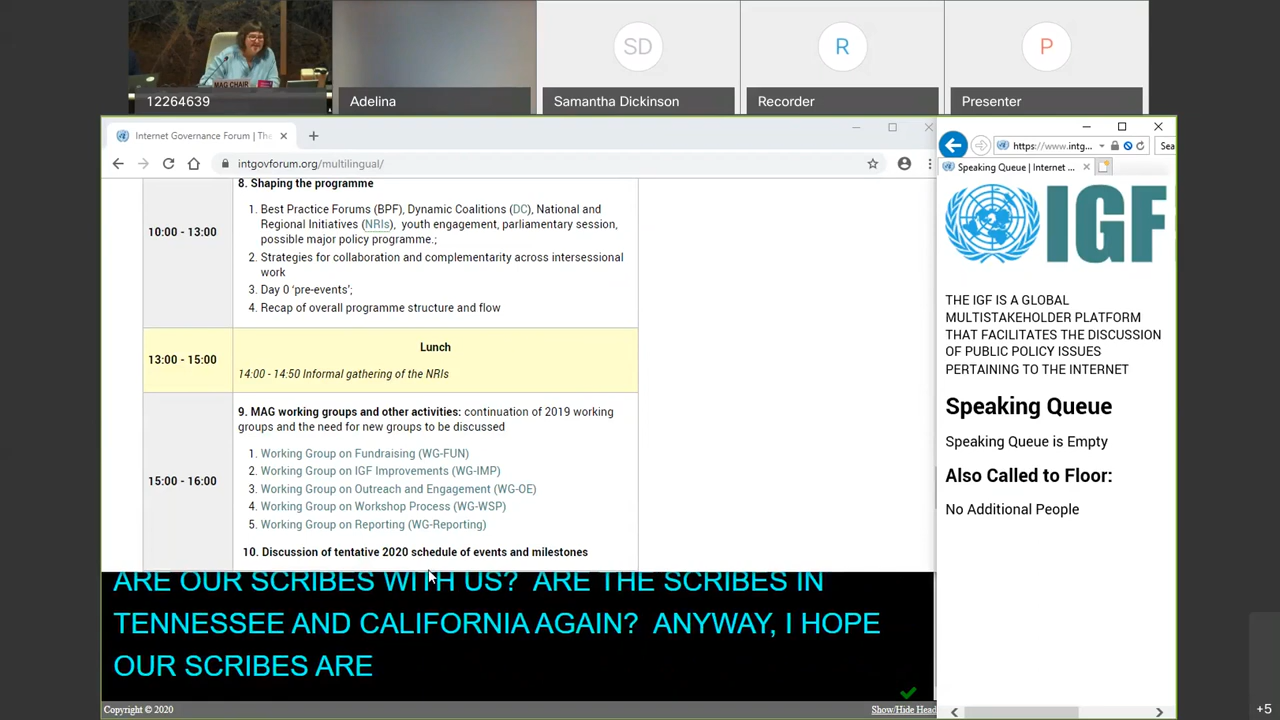 MAG CHAIR
SD
R
P
12264639
Adelina
Samantha Dickinson
Recorder
Presenter
Internet Governance Forum | The
intgovforum.org/multilingual/
8. Shaping the programme
10:00 - 13:00
1. Best Practice Forums (BPF), Dynamic Coalitions (DC), National and
Regional Initiatives (NRIs), youth engagement, parliamentary session,
possible major policy programme.;
2. Strategies for collaboration and complementarity across intersessional
work
3. Day 0 ‘pre-events’;
4. Recap of overall programme structure and flow
13:00 - 15:00
Lunch
14:00 - 14:50 Informal gathering of the NRIs
15:00 - 16:00
9. MAG working groups and other activities: continuation of 2019 working
groups and the need for new groups to be discussed
1. Working Group on Fundraising (WG-FUN)
2. Working Group on IGF Improvements (WG-IMP)
3. Working Group on Outreach and Engagement (WG-OE)
4. Working Group on Workshop Process (WG-WSP)
5. Working Group on Reporting (WG-Reporting)
10. Discussion of tentative 2020 schedule of events and milestones
ARE OUR SCRIBES WITH US? ARE THE SCRIBES IN
TENNESSEE AND CALIFORNIA AGAIN? ANYWAY, I HOPE
OUR SCRIBES ARE
Copyright © 2020
Show/Hide Head
https://www.intg...
Sea
Speaking Queue | Internet ...
IGF
THE IGF IS A GLOBAL
MULTISTAKEHOLDER PLATFORM
THAT FACILITATES THE DISCUSSION
OF PUBLIC POLICY ISSUES
PERTAINING TO THE INTERNET
Speaking Queue
Speaking Queue is Empty
Also Called to Floor:
No Additional People
+5